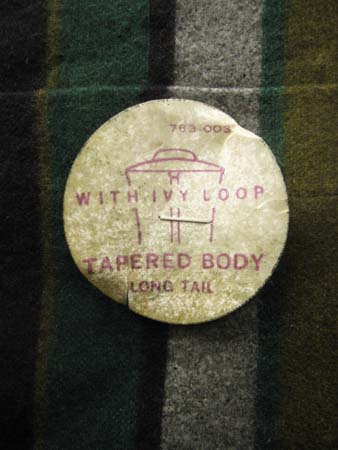 763-003
WITH IVY LOOP
TAPERED BODY
LONG TAIL